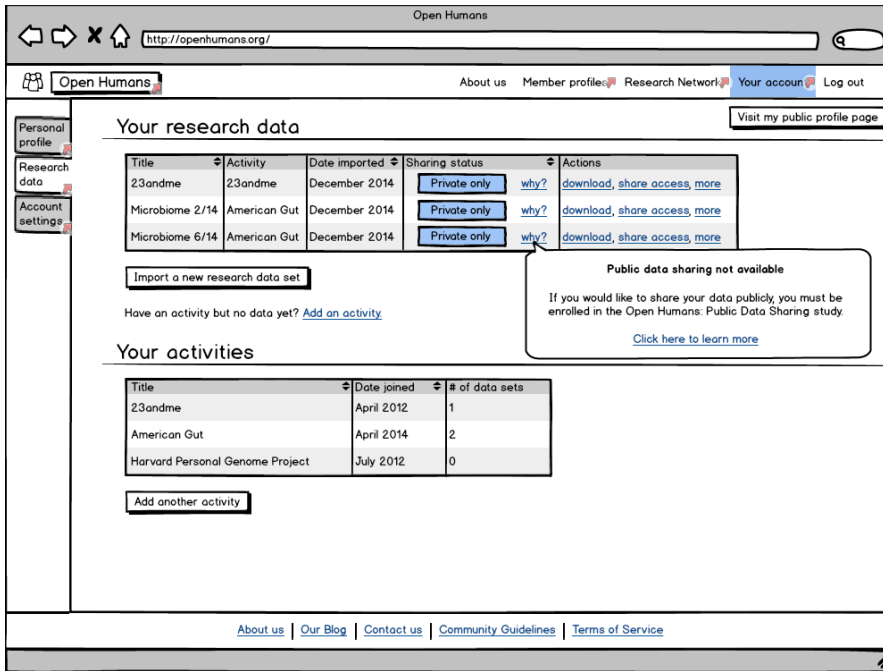 Open Humans
http://openhumans.org/
Open Humans
About us Member profiles Research Network Your account Log out
Visit my public profile page
Personal profile
Research data
Account settings
Your research data
Title Activity Date imported Sharing status Actions
23andme 23andme December 2014 Private only why? download, share access, more
Microbiome 2/14 American Gut December 2014 Private only why? download, share access, more
Microbiome 6/14 American Gut December 2014 Private only why? download, share access, more
Public data sharing not available
If you would like to share your data publicly, you must be
enrolled in the Open Humans: Public Data Sharing study.
Click here to learn more
Import a new research data set
Have an activity but no data yet? Add an activity.
Your activities
Title Date joined # of data sets
23andme April 2012 1
American Gut April 2014 2
Harvard Personal Genome Project July 2012 0
Add another activity
About us Our Blog Contact us Community Guidelines Terms of Service